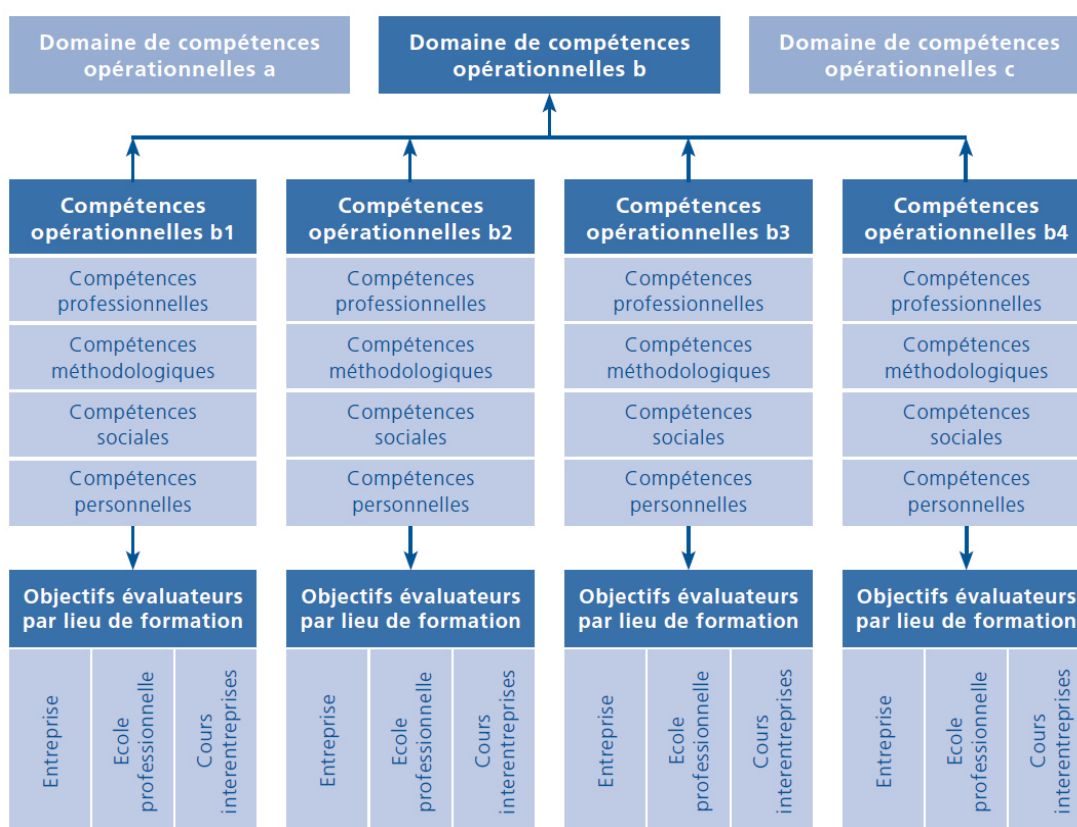 Domaine de compétences
opérationnelles a
Domaine de compétences
opérationnelles b
Domaine de compétences
opérationnelles c
Compétences
opérationnelles b1
Compétences
professionnelles
Compétences
méthodologiques
Compétences
sociales
Compétences
personnelles
Objectifs évaluateurs
par lieu de formation
Entreprise
Ecole
professionnelle
Cours
interentreprises
Compétences
opérationnelles b2
Compétences
professionnelles
Compétences
méthodologiques
Compétences
sociales
Compétences
personnelles
Objectifs évaluateurs
par lieu de formation
Entreprise
Ecole
professionnelle
Cours
interentreprises
Compétences
opérationnelles b3
Compétences
professionnelles
Compétences
méthodologiques
Compétences
sociales
Compétences
personnelles
Objectifs évaluateurs
par lieu de formation
Entreprise
Ecole
professionnelle
Cours
interentreprises
Compétences
opérationnelles b4
Compétences
professionnelles
Compétences
méthodologiques
Compétences
sociales
Compétences
personnelles
Objectifs évaluateurs
par lieu de formation
Entreprise
Ecole
professionnelle
Cours
interentreprises